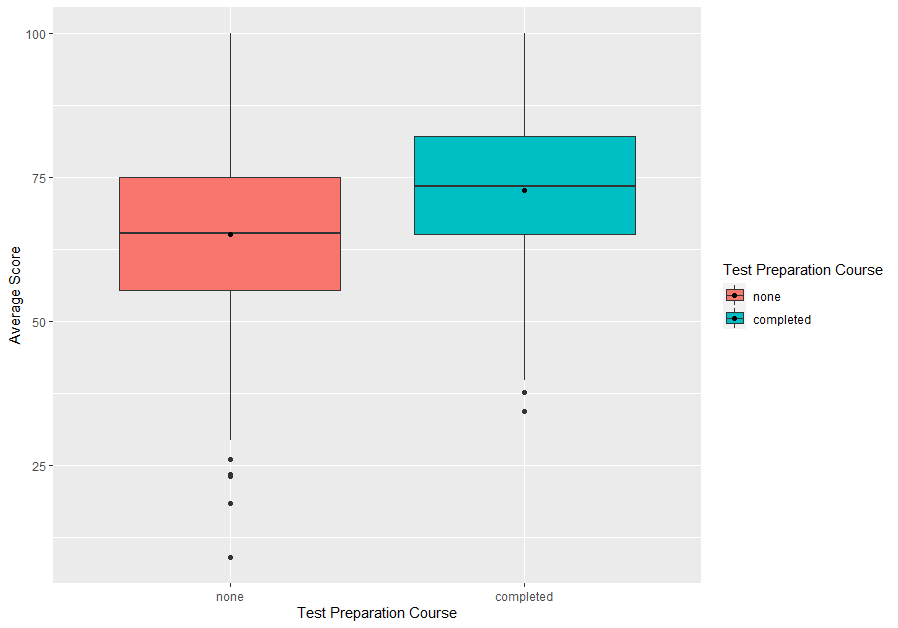 100
75
50
25
Average Score
none
completed
Test Preparation Course
Test Preparation Course
none
completed